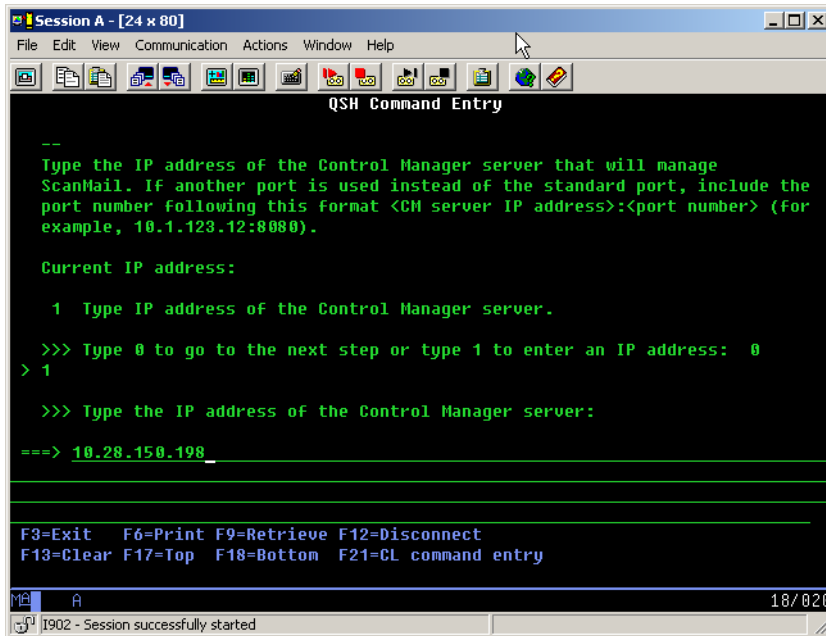 Session A - [24 x 80]
File Edit View Communication Actions Window Help
QSH Command Entry
--
Type the IP address of the Control Manager server that will manage
ScanMail. If another port is used instead of the standard port, include the
port number following this format <CM server IP address>:<port number> (for
example, 10.1.123.12:8080).
Current IP address:
1 Type IP address of the Control Manager server.
>>> Type 0 to go to the next step or type 1 to enter an IP address: 0
> 1
>>> Type the IP address of the Control Manager server:
===> 10.28.150.198_
F3=Exit F6=Print F9=Retrieve F12=Disconnect
F13=Clear F17=Top F18=Bottom F21=CL command entry
MA A 18/020
I902 - Session successfully started